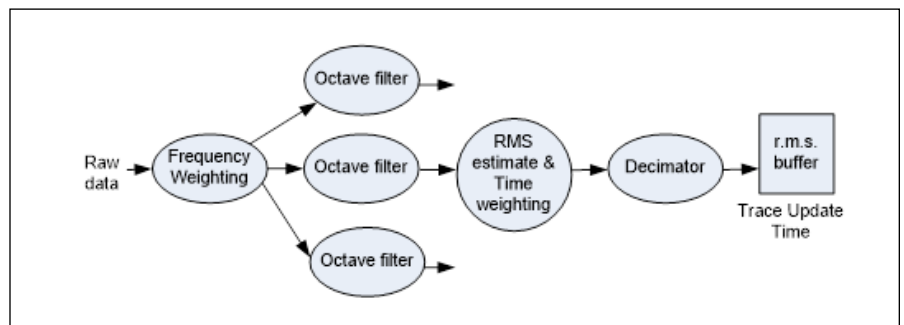 Raw
data
Frequency
Weighting
Octave filter
Octave filter
Octave filter
RMS
estimate &
Time
weighting
Decimator
r.m.s.
buffer
Trace Update
Time